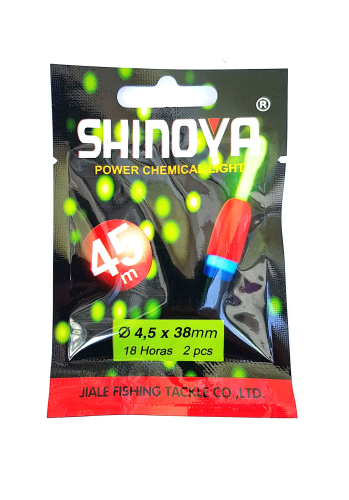 SHINOYA
®
POWER CHEMICAL LIGHT
45
m
Ø 4,5 x 38mm
18 Horas 2 pcs
JIALE FISHING TACKLE CO.,LTD.